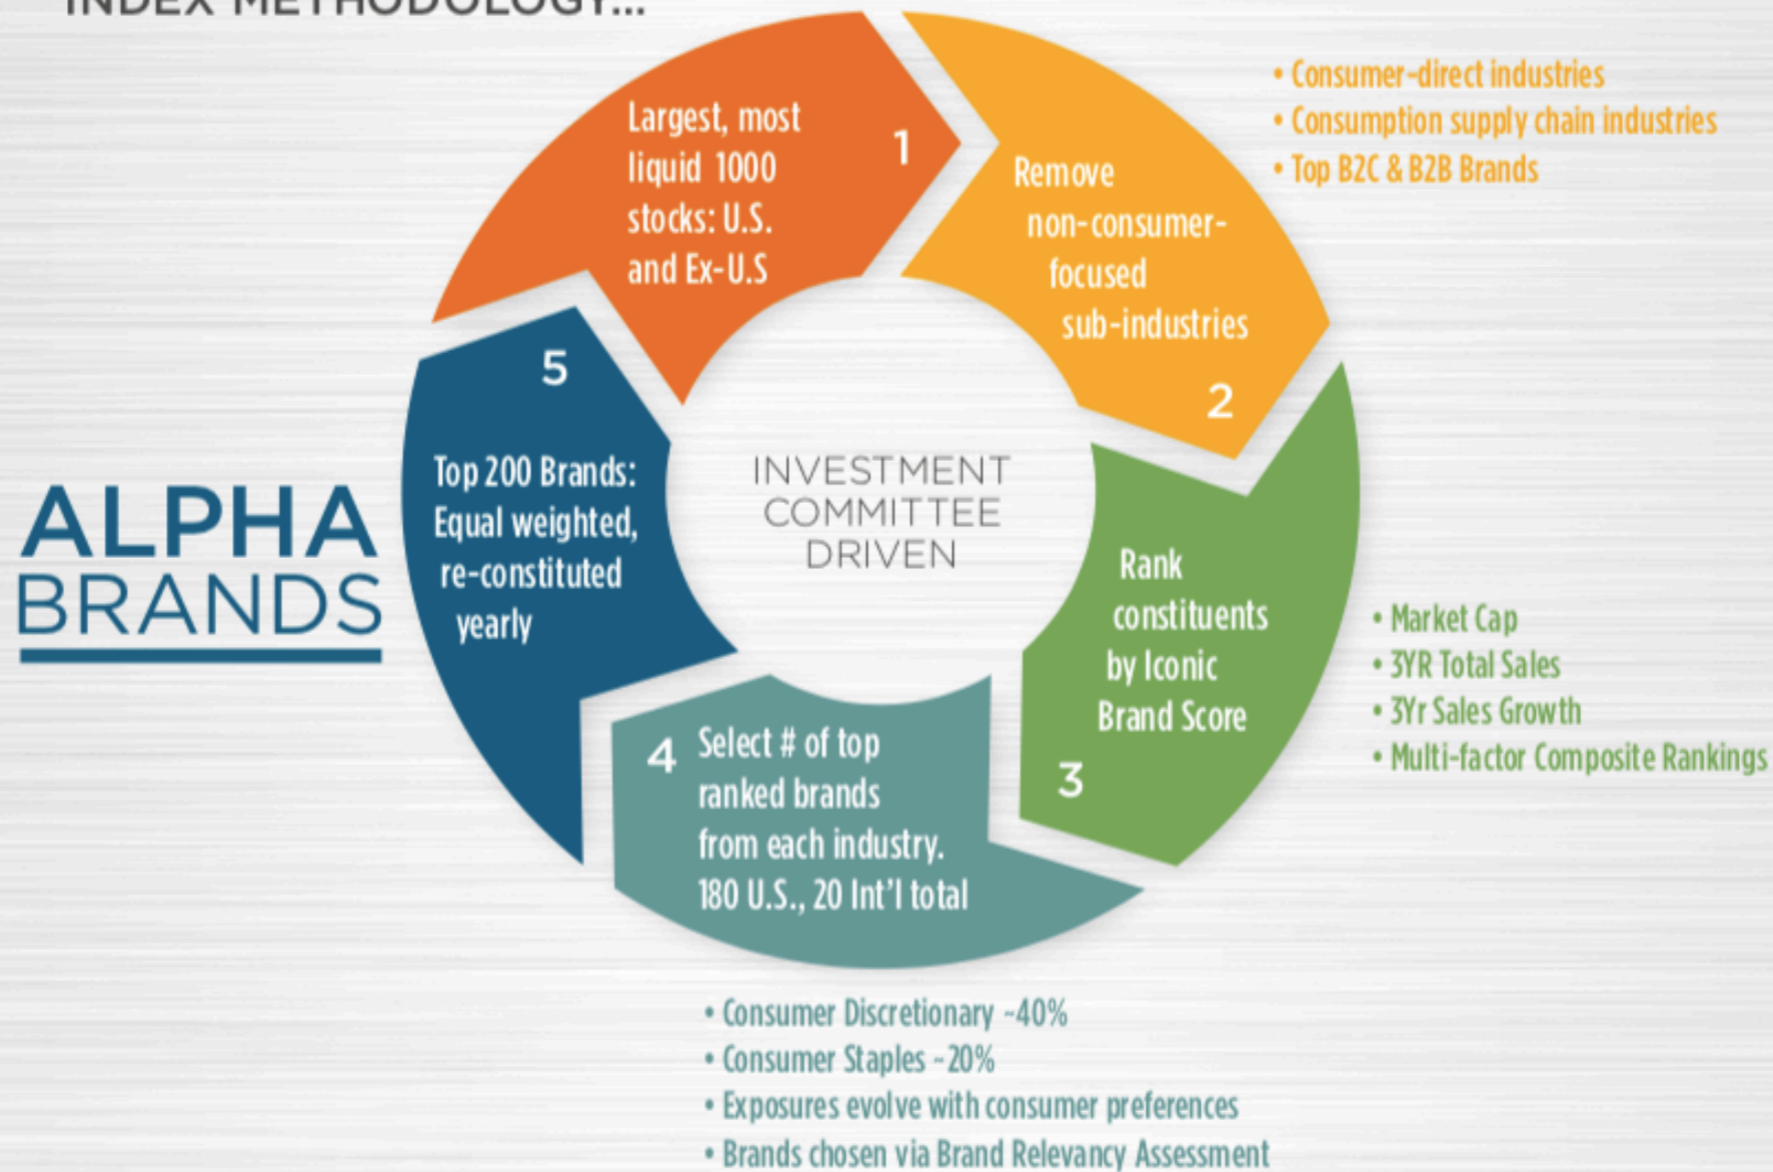 INDEX METHODOLOGY...
Largest, most
liquid 1000
stocks: U.S.
and Ex-U.S
1
Remove
non-consumer-
focused
sub-industries
2
• Consumer-direct industries
• Consumption supply chain industries
• Top B2C & B2B Brands
Rank
constituents
by Iconic
Brand Score
3
• Market Cap
• 3YR Total Sales
• 3Yr Sales Growth
• Multi-factor Composite Rankings
4
Select # of top
ranked brands
from each industry.
180 U.S., 20 Int'l total
• Consumer Discretionary ~40%
• Consumer Staples ~20%
• Exposures evolve with consumer preferences
• Brands chosen via Brand Relevancy Assessment
5
Top 200 Brands:
Equal weighted,
re-constituted
yearly
INVESTMENT
COMMITTEE
DRIVEN
ALPHA
BRANDS